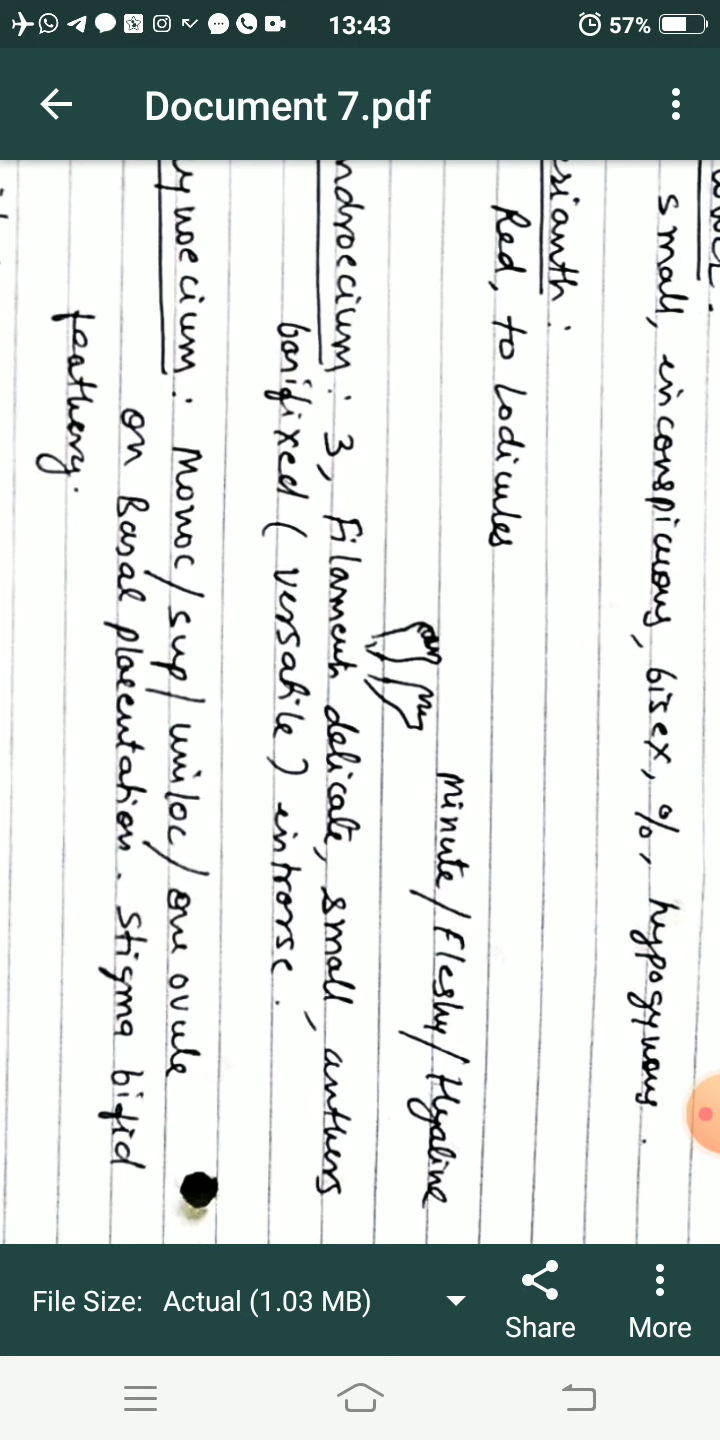 13:43
57%
Document 7.pdf
small, inconspicuous, bisex, %, hypogynous.
rianth:
Red, to Lodicules
Minute/Fleshy/Hyaline
ndroecium: 3, Filament delicate, small, anthers
basifixed (versatile) introrse.
ynoecium: Monoc/sup/uniloc/one ovule
on Basal placentation. Stigma bifid
feathery.
File Size: Actual (1.03 MB)
Share
More